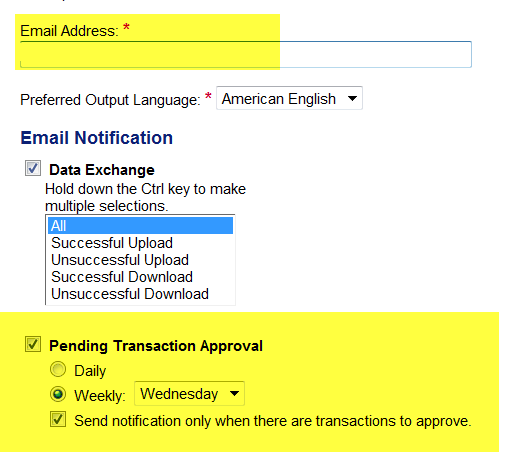 Email Address: *
Preferred Output Language: * American English
Email Notification
Data Exchange
Hold down the Ctrl key to make
multiple selections.
All
Successful Upload
Unsuccessful Upload
Successful Download
Unsuccessful Download
Pending Transaction Approval
Daily
Weekly: Wednesday
Send notification only when there are transactions to approve.